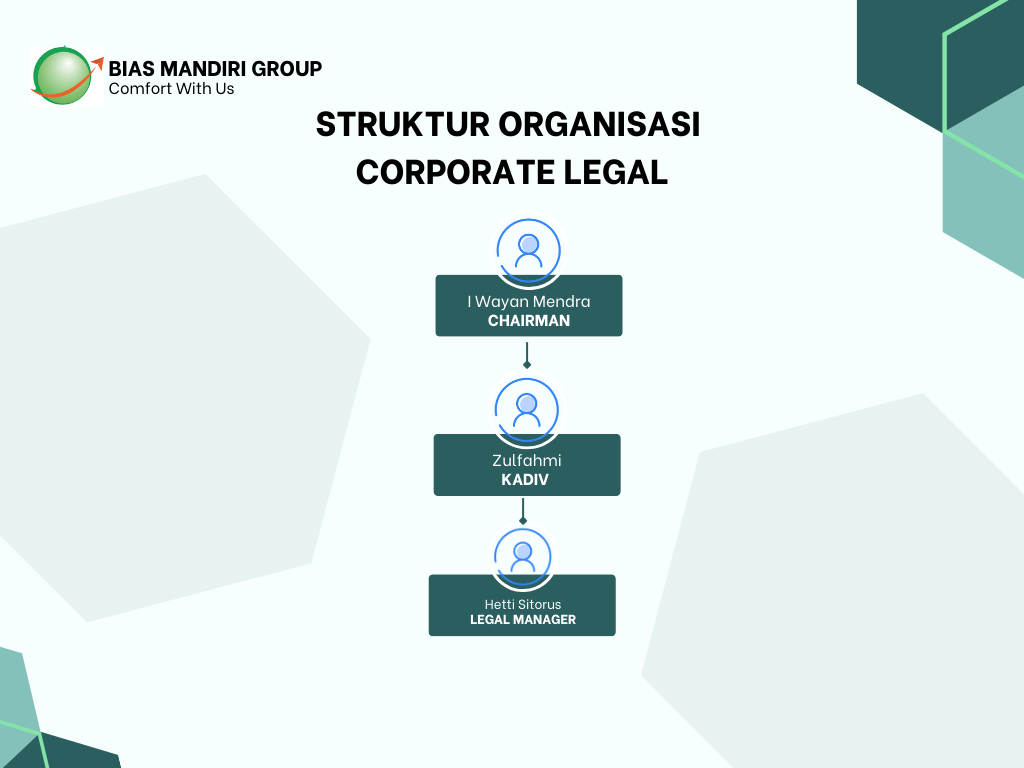 BIAS MANDIRI GROUP
Comfort With Us
STRUKTUR ORGANISASI
CORPORATE LEGAL
I Wayan Mendra
CHAIRMAN
Zulfahmi
KADIV
Hetti Sitorus
LEGAL MANAGER